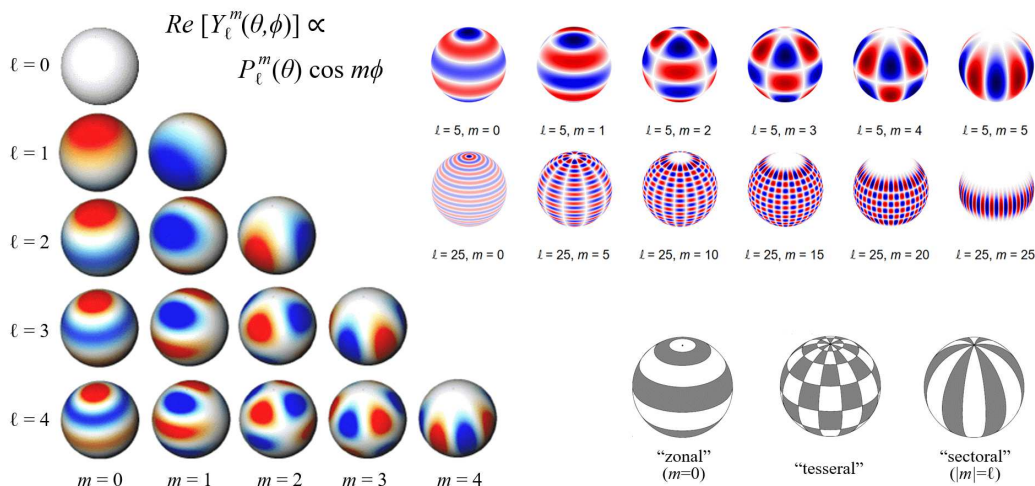 Re [Yℓ^m(θ,ϕ)] ∝
Pℓ^m(θ) cos mϕ
ℓ = 0
ℓ = 1
ℓ = 2
ℓ = 3
ℓ = 4
m = 0 m = 1 m = 2 m = 3 m = 4
ℓ = 5, m = 0 ℓ = 5, m = 1 ℓ = 5, m = 2 ℓ = 5, m = 3 ℓ = 5, m = 4 ℓ = 5, m = 5
ℓ = 25, m = 0 ℓ = 25, m = 5 ℓ = 25, m = 10 ℓ = 25, m = 15 ℓ = 25, m = 20 ℓ = 25, m = 25
“zonal” “tesseral” “sectoral”
(m=0) (|m|=ℓ)